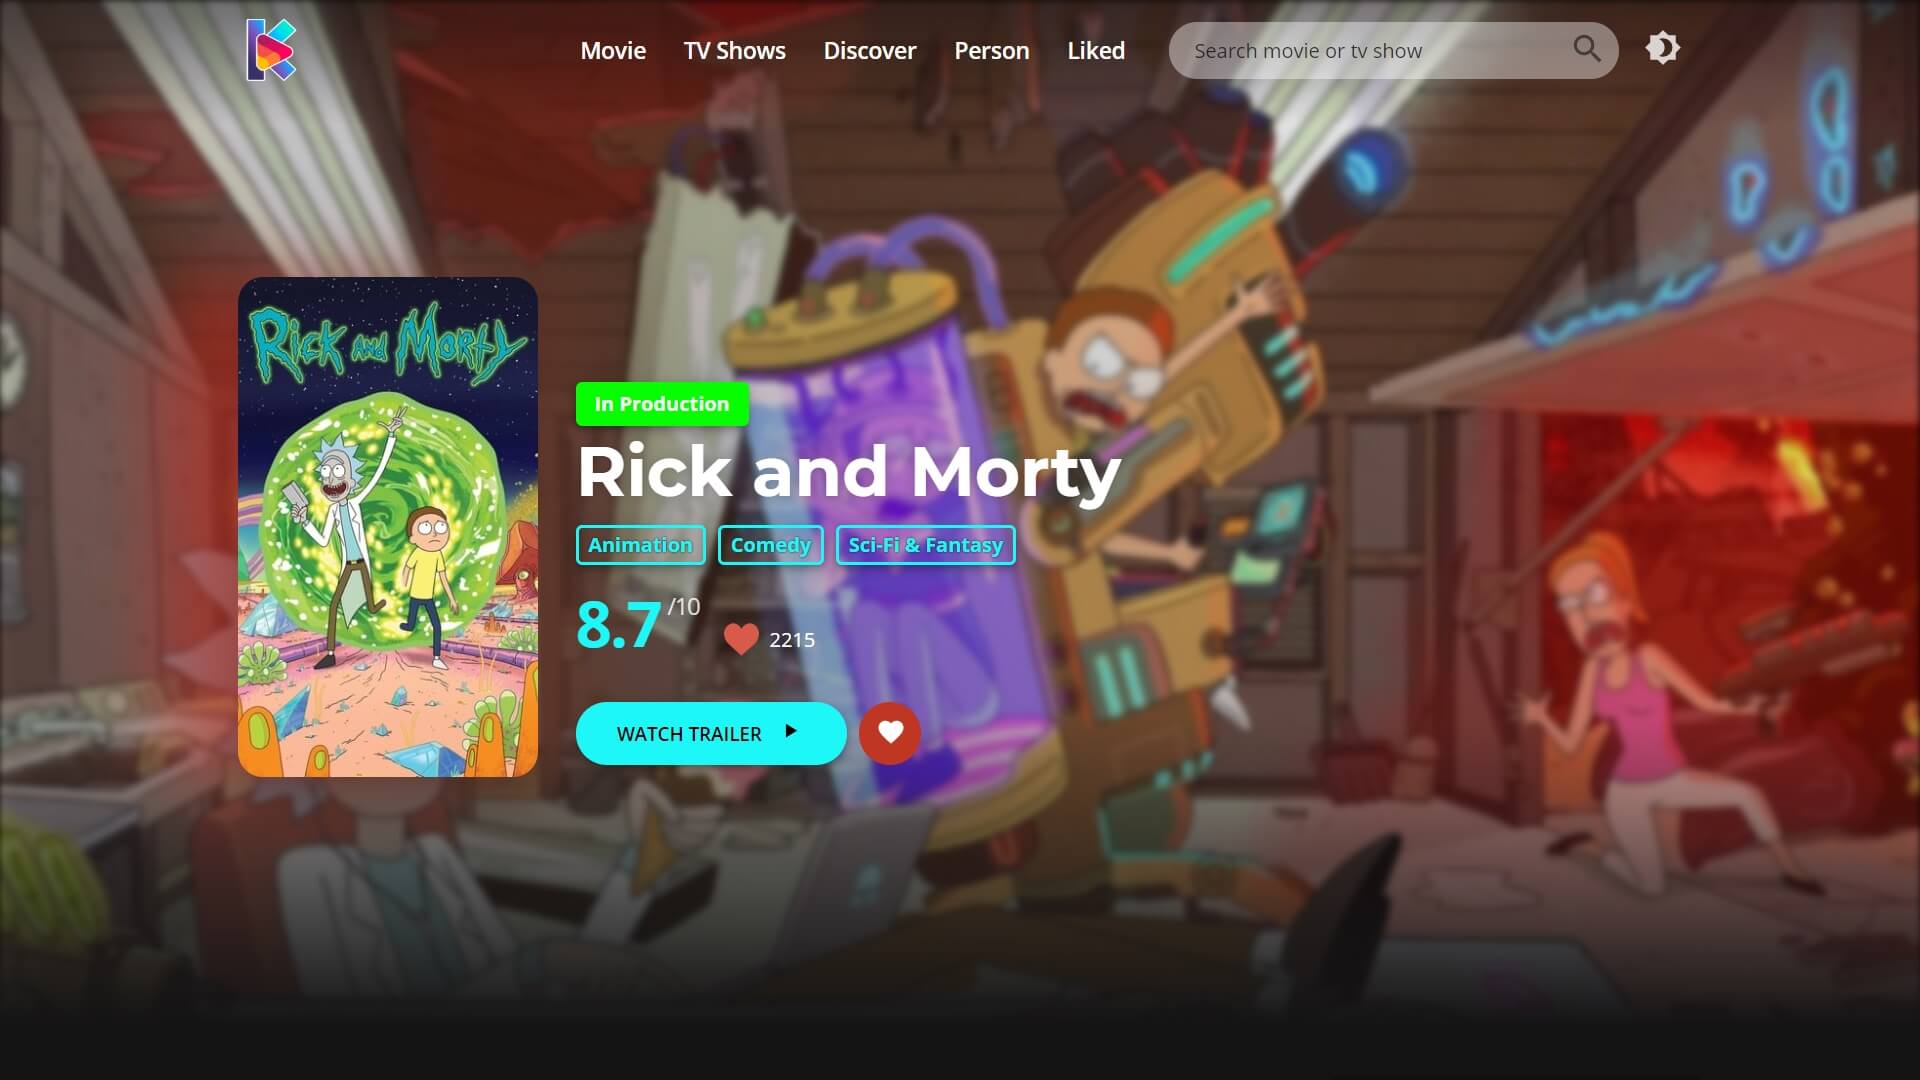 Movie TV Shows Discover Person Liked Search movie or tv show
Rick and Morty
In Production
Rick and Morty
Animation Comedy Sci-Fi & Fantasy
8.7/10 2215
WATCH TRAILER